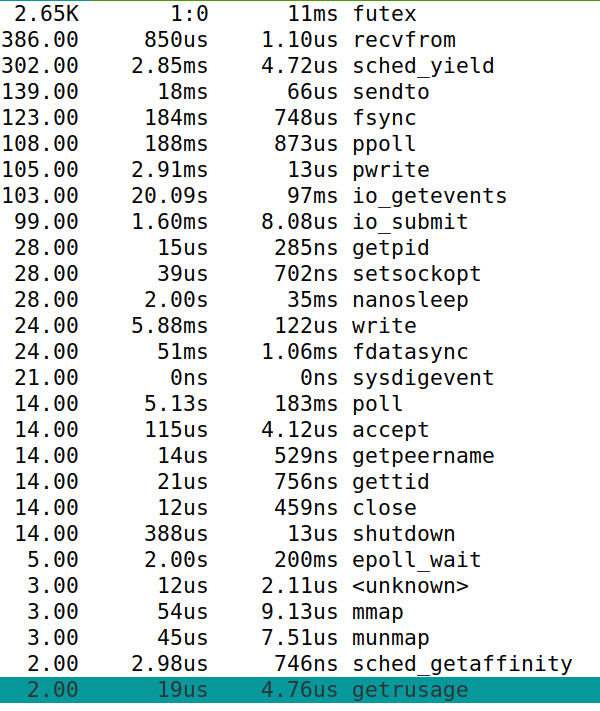 2.65K 1:0 11ms futex
386.00 850us 1.10us recvfrom
302.00 2.85ms 4.72us sched_yield
139.00 18ms 66us sendto
123.00 184ms 748us fsync
108.00 188ms 873us ppoll
105.00 2.91ms 13us pwrite
103.00 20.09s 97ms io_getevents
99.00 1.60ms 8.08us io_submit
28.00 15us 285ns getpid
28.00 39us 702ns setsockopt
28.00 2.00s 35ms nanosleep
24.00 5.88ms 122us write
24.00 51ms 1.06ms fdatasync
21.00 0ns 0ns sysdigevent
14.00 5.13s 183ms poll
14.00 115us 4.12us accept
14.00 14us 529ns getpeername
14.00 21us 756ns gettid
14.00 12us 459ns close
14.00 388us 13us shutdown
5.00 2.00s 200ms epoll_wait
3.00 12us 2.11us <unknown>
3.00 54us 9.13us mmap
3.00 45us 7.51us munmap
2.00 2.98us 746ns sched_getaffinity
2.00 19us 4.76us getrusage